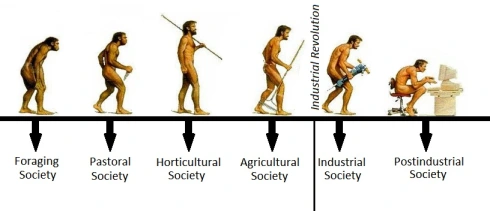 Industrial Revolution
Foraging
Society
Pastoral
Society
Horticultural
Society
Agricultural
Society
Industrial
Society
Postindustrial
Society